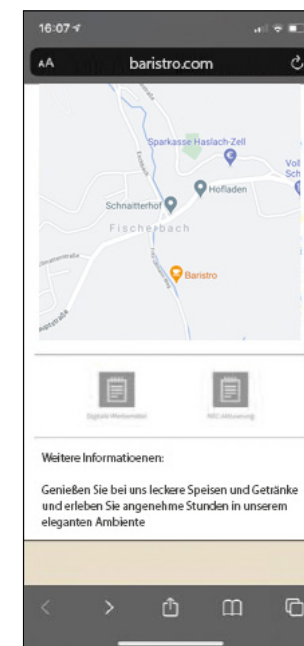 16:07
AA baristro.com
Sparkasse Haslach-Zell
Hofladen
Schnaitterhof
Fischerbach
Baristro
Weitere Informatioenen:
Genießen Sie bei uns leckere Speisen und Getränke
und erleben Sie angenehme Stunden in unserem
eleganten Ambiente